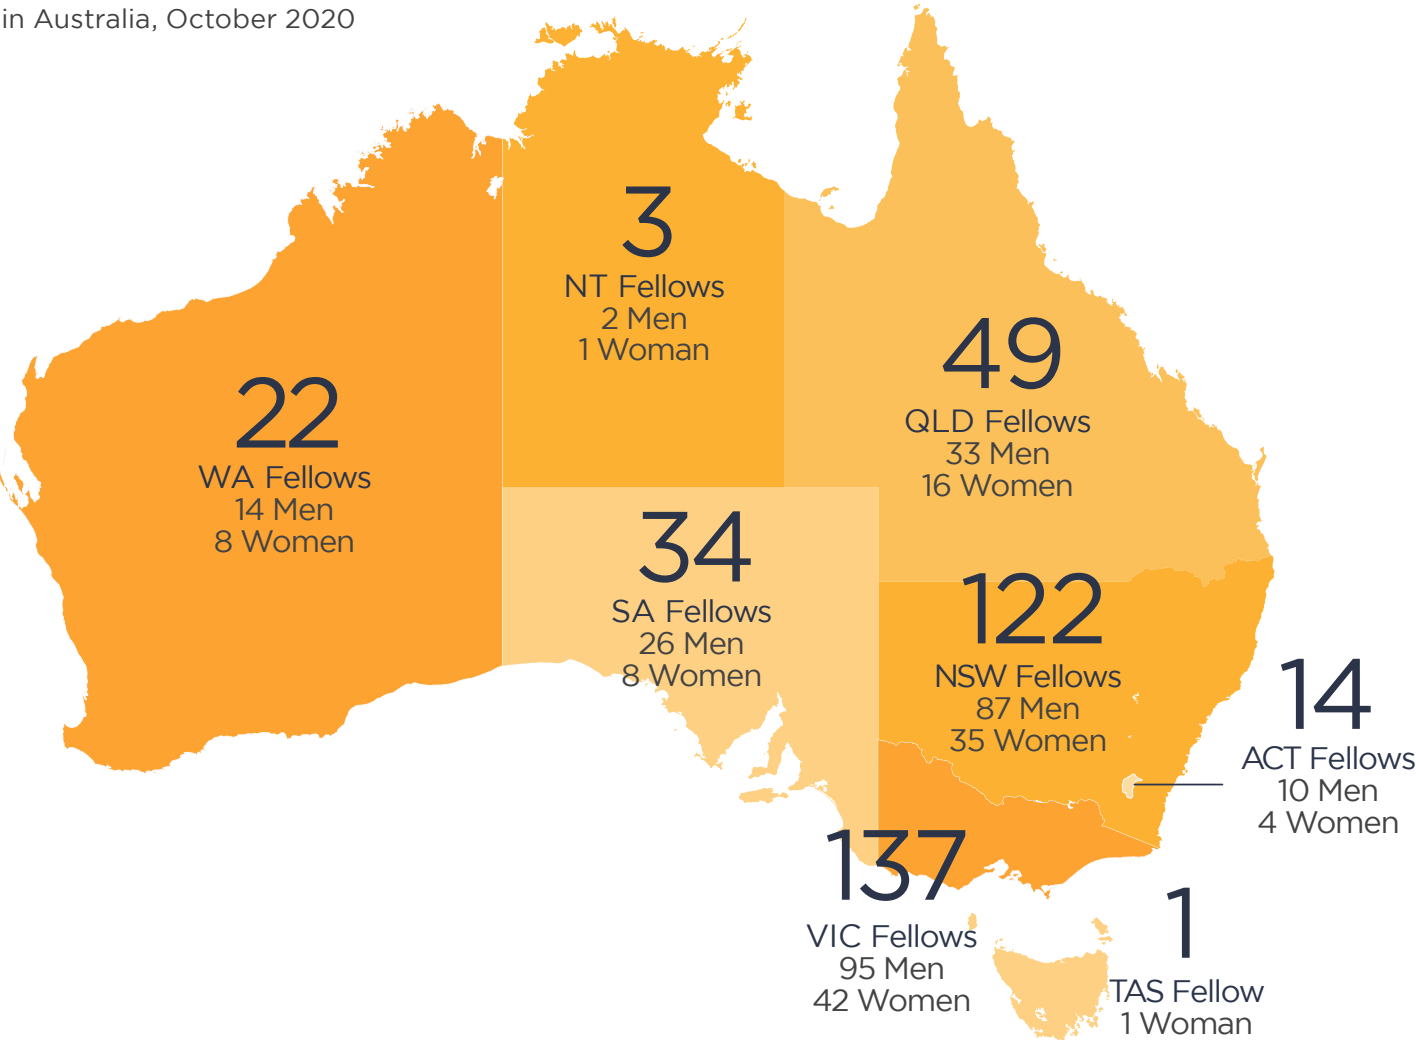 in Australia, October 2020
3
NT Fellows
2 Men
1 Woman
49
QLD Fellows
33 Men
16 Women
22
WA Fellows
14 Men
8 Women
34
SA Fellows
26 Men
8 Women
122
NSW Fellows
87 Men
35 Women
14
ACT Fellows
10 Men
4 Women
137
VIC Fellows
95 Men
42 Women
1
TAS Fellow
1 Woman